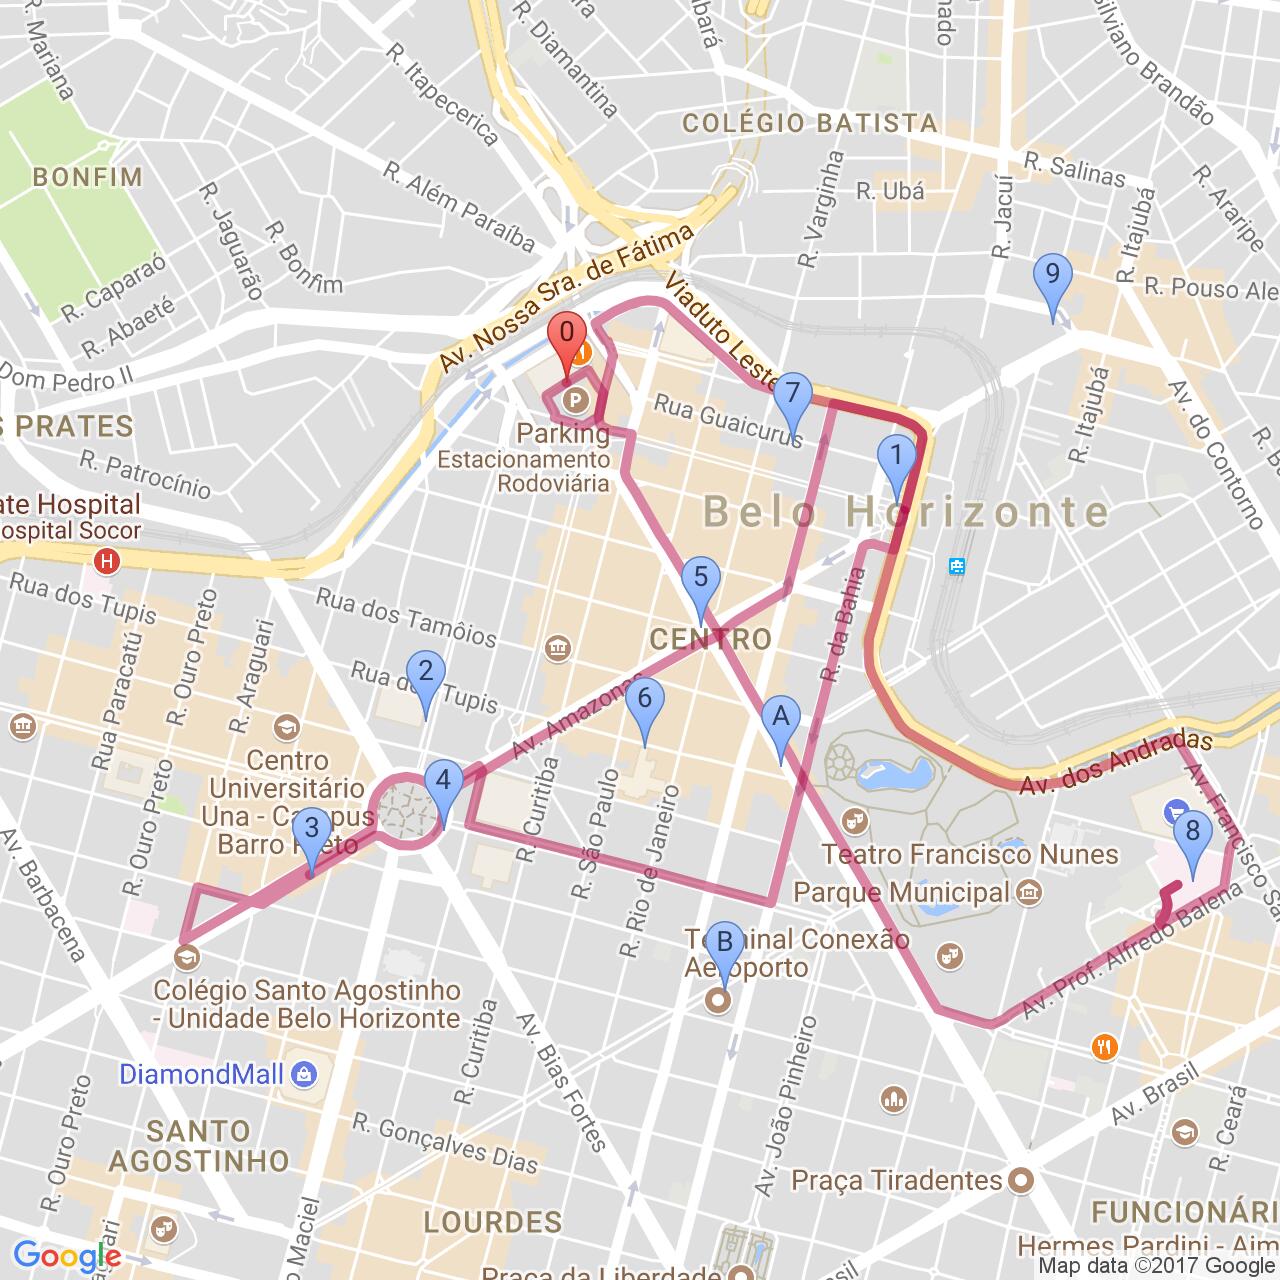 R. Mariana
R. Diamantina
R. Itapecerica
Silviano Brandão
COLÉGIO BATISTA
BONFIM
R. Além Paraíba
R. Varginha
R. Ubá
R. Salinas
R. Jacuí
R. Itajubá
R. Araripe
R. Jaguarão
R. Bonfim
R. Caparaó
R. Abaeté
Av. Nossa Sra. de Fátima
Viaduto Leste
9
R. Pouso Ale
0
Dom Pedro II
7
Rua Guaicurus
R. Itajubá
Av. do Contorno
S PRATES
P
Parking
Estacionamento
Rodoviária
R. Patrocínio
1
Belo Horizonte
ate Hospital
ospital Socor
H
Rua dos Tupis
R. Ouro Preto
R. Araguari
Rua dos Tamôios
5
CENTRO
R. da Bahia
Rua Paracatú
2
Rua dos Tupis
6
A
Av. Amazonas
Av. dos Andradas
Centro
Universitário
Una - Campus
Barro Preto
4
3
R. Ouro Preto
R. Curitiba
R. São Paulo
R. Rio de Janeiro
Av. Francisco Sa
8
Teatro Francisco Nunes
Parque Municipal
Av. Barbacena
B
Terminal Conexão
Aeroporto
Av. Prof. Alfredo Balena
Colégio Santo Agostinho
- Unidade Belo Horizonte
DiamondMall
R. Curitiba
Av. Bias Fortes
Av. João Pinheiro
Av. Brasil
R. Ceará
R. Ouro Preto
SANTO
AGOSTINHO
R. Gonçalves Dias
Praça Tiradentes
LOURDES
FUNCIONÁRI
Hermes Pardini - Aim
Maciel
Av. Brasil
Praça da Liberdade
Google
Map data ©2017 Google